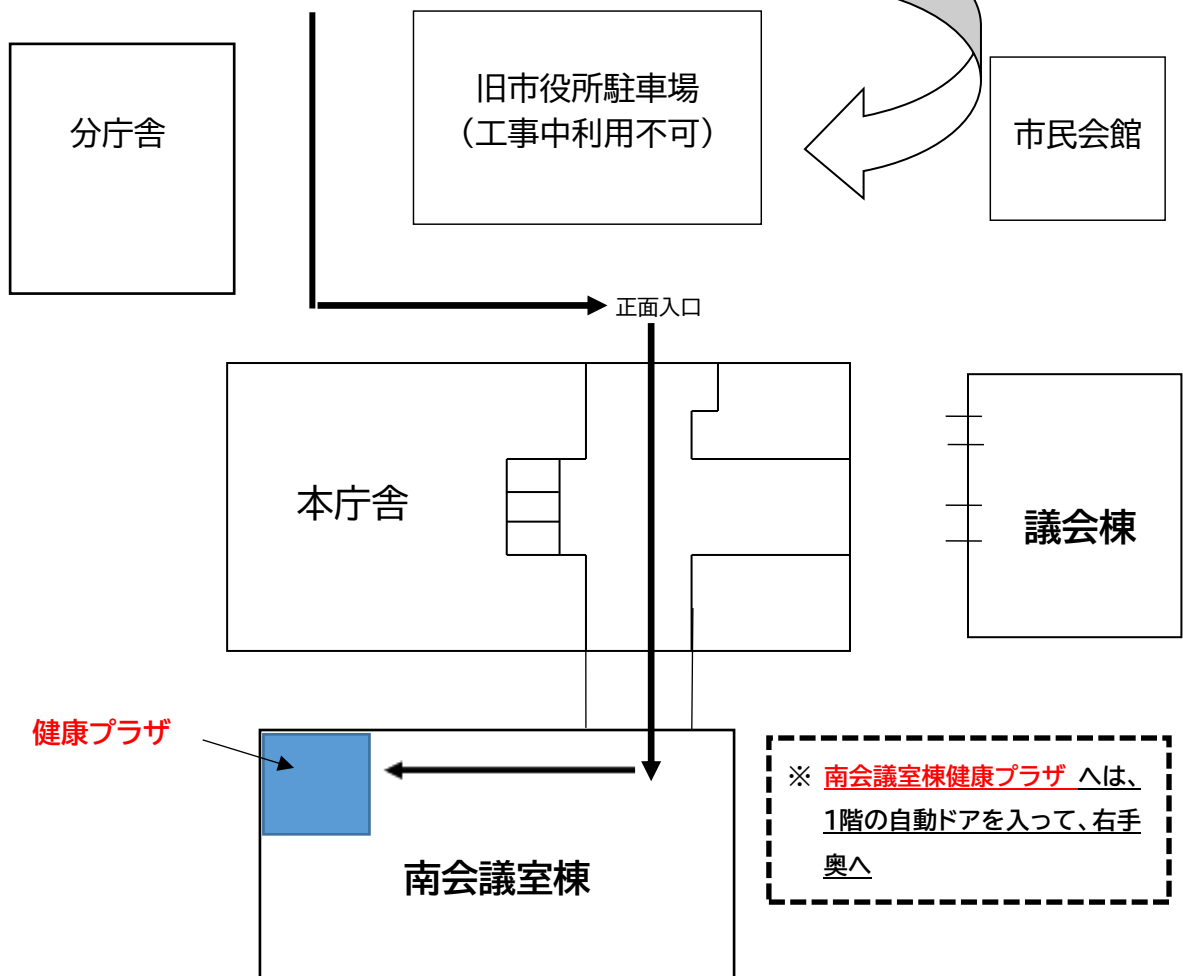 分庁舎
旧市役所駐車場
（工事中利用不可）
市民会館
正面入口
本庁舎
議会棟
健康プラザ
※ 南会議室棟健康プラザ へは、
1階の自動ドアを入って、右手
奥へ
南会議室棟